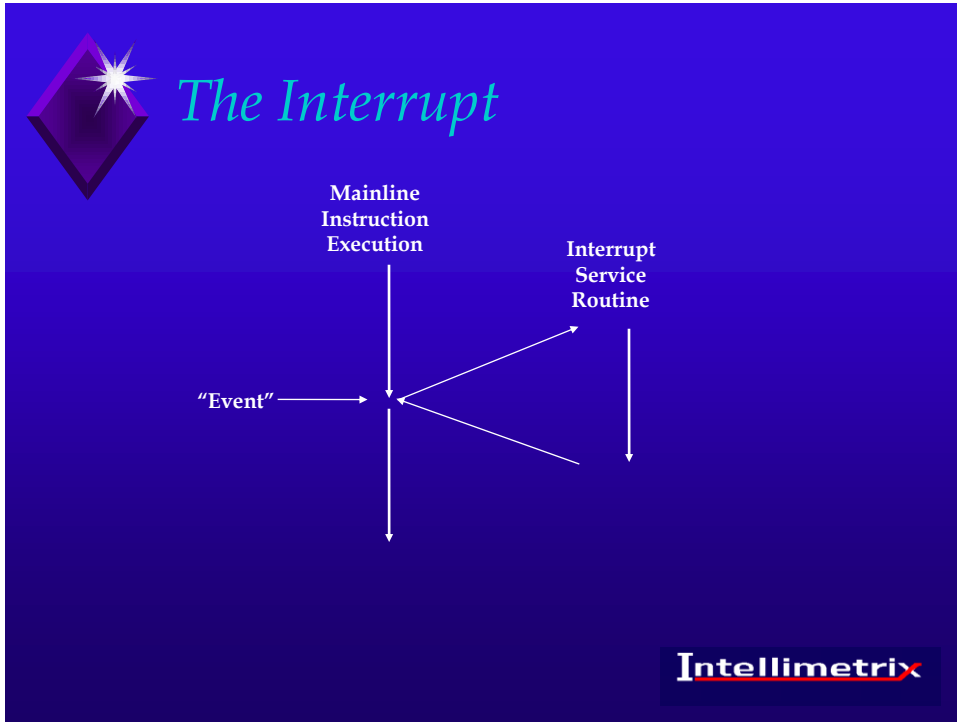 The Interrupt
Mainline
Instruction
Execution
Interrupt
Service
Routine
“Event”
Intellimetrix